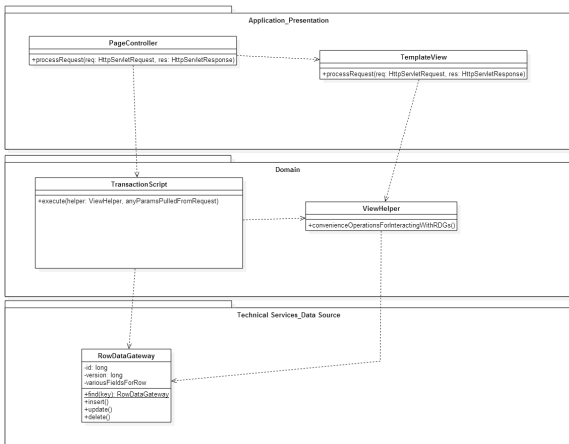 Application_Presentation
PageController
+processRequest(req: HttpServletRequest, res: HttpServletResponse)
TemplateView
+processRequest(req: HttpServletRequest, res: HttpServletResponse)
Domain
TransactionScript
+execute(helper: ViewHelper, anyParamsPulledFromRequest)
ViewHelper
+convenienceOperationsForInteractingWithRDGs()
Technical Services_Data Source
RowDataGateway
-id: long
-version: long
-variousFieldsForRow
+find(key): RowDataGateway
+insert()
+update()
+delete()